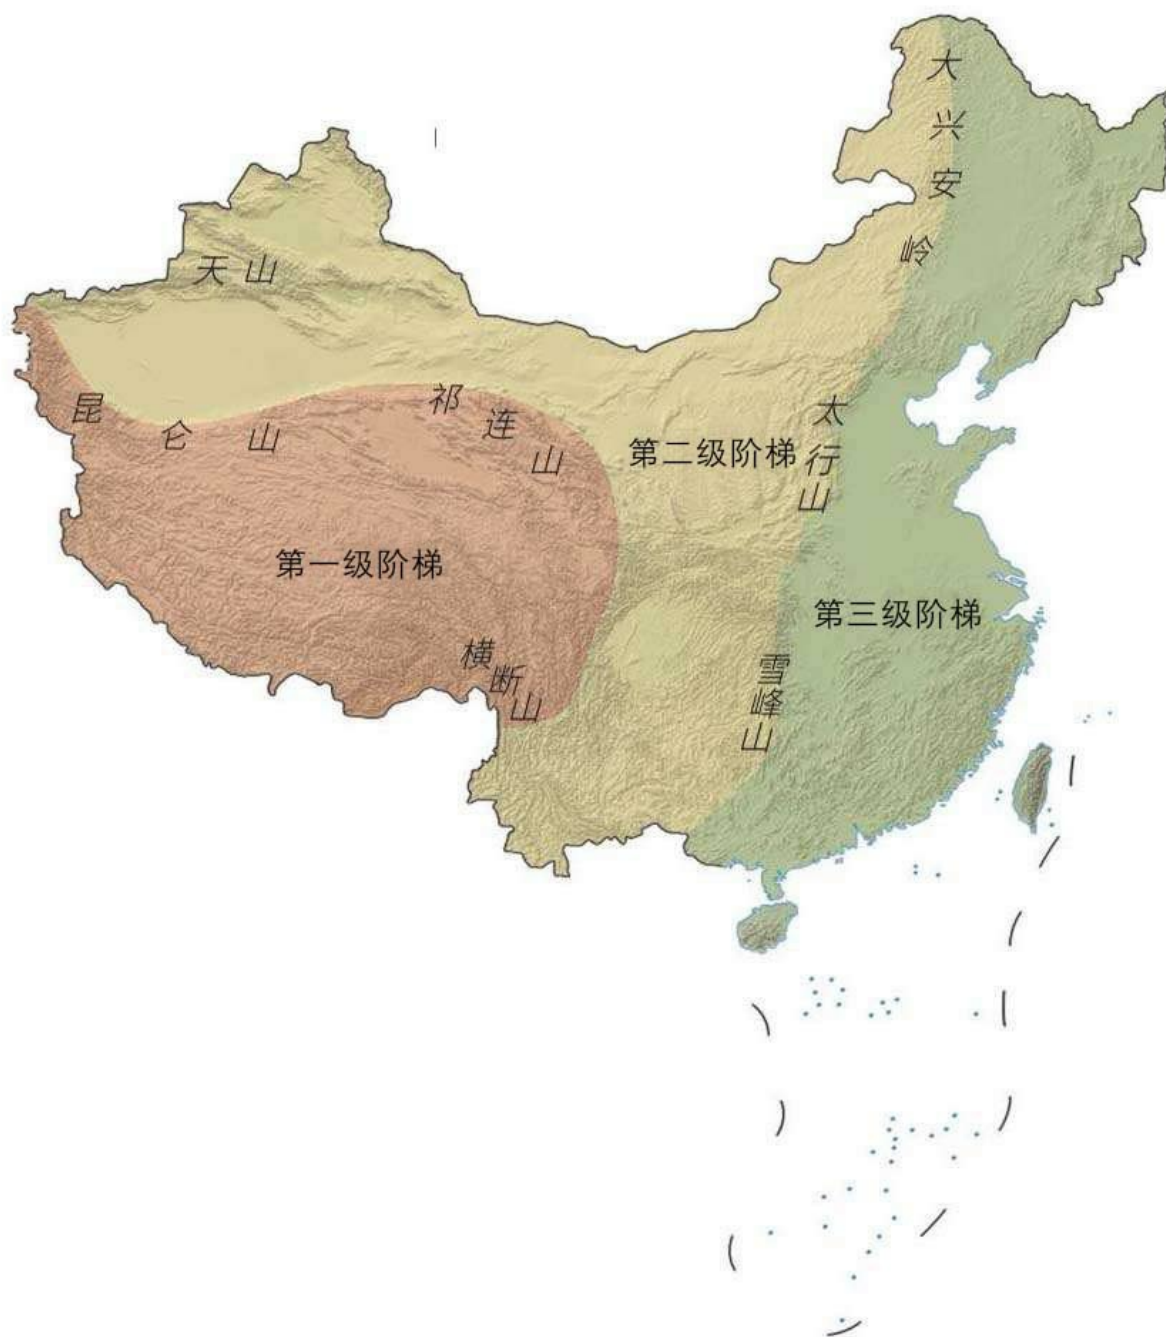 大兴安岭
天山
昆仑山
祁连山
太行山
第二级阶梯
第一级阶梯
第三级阶梯
横断山
雪峰山